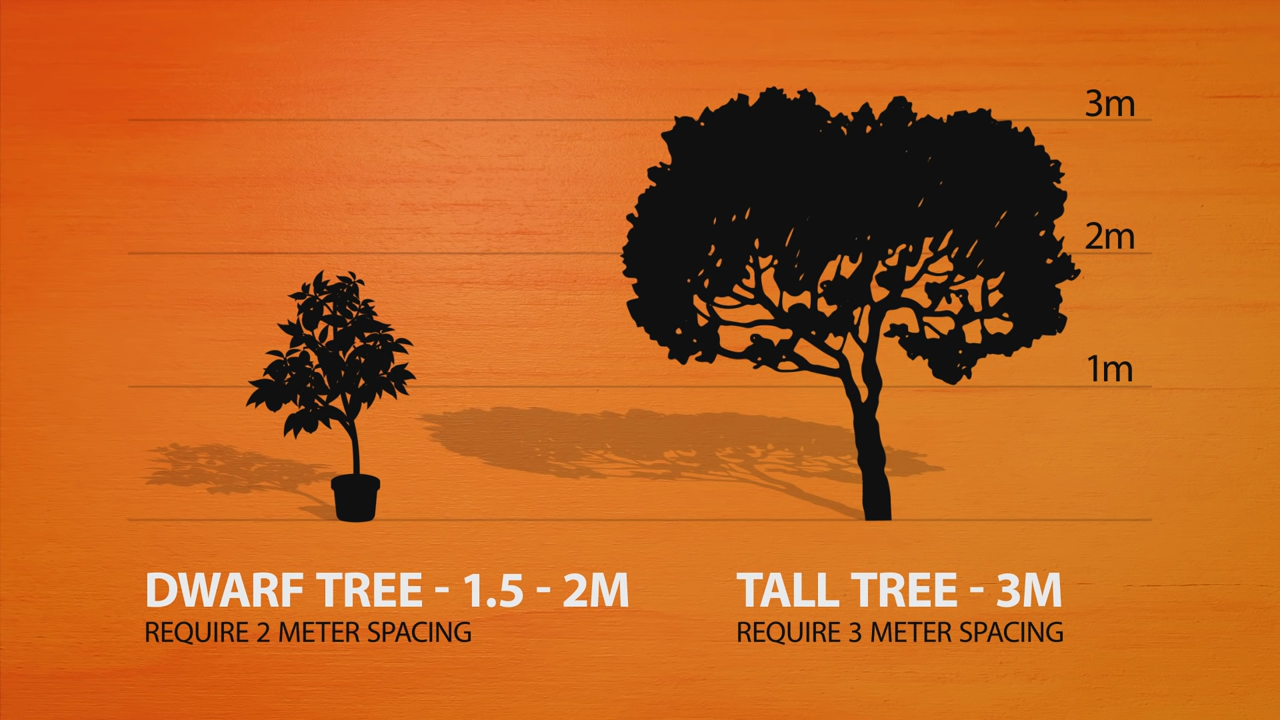 3m
2m
1m
DWARF TREE - 1.5 - 2M
REQUIRE 2 METER SPACING
TALL TREE - 3M
REQUIRE 3 METER SPACING